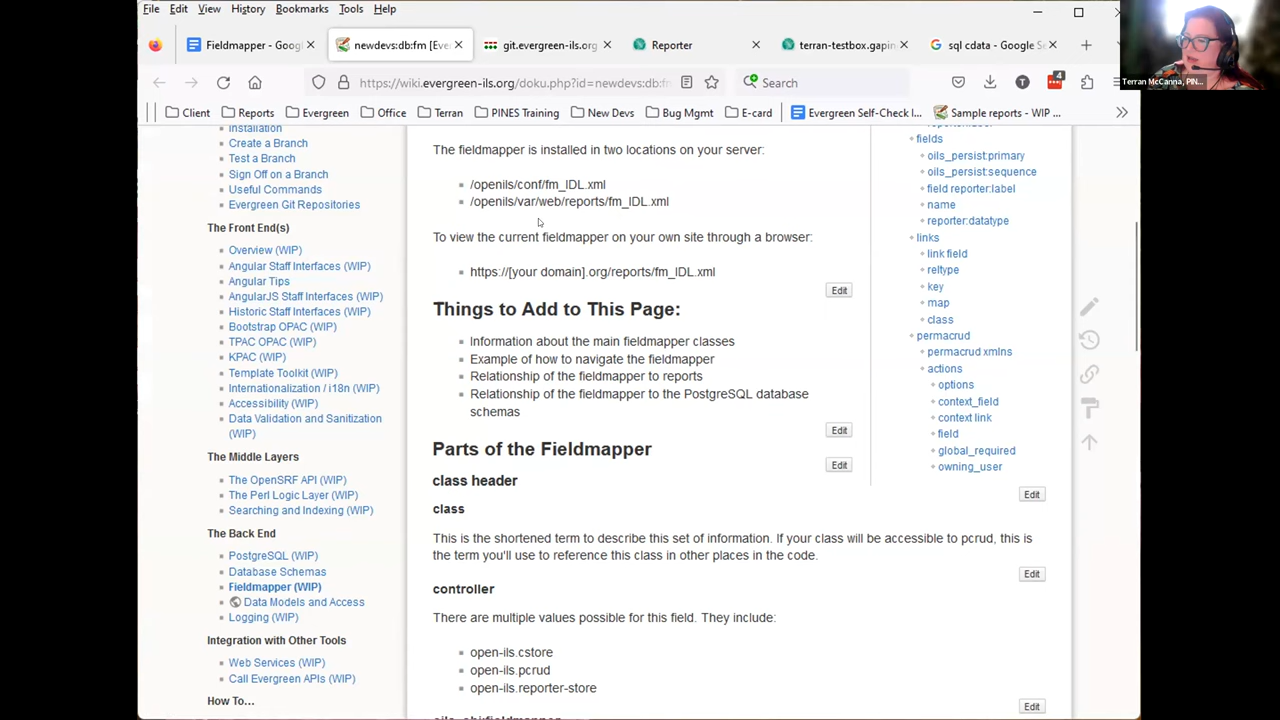 File Edit View History Bookmarks Tools Help
Fieldmapper - Goog
newdevs:db:fm [Eve
git.evergreen-ils.org
Reporter
terran-testbox.gapin
sql cdata - Google S
https://wiki.evergreen-ils.org/doku.php?id=newdevs:db:fm
Search
T
4
Client Reports Evergreen Office Terran PINES Training New Devs Bug Mgmt E-card Evergreen Self-Check I... Sample reports - WIP ...
Terran McCanna, PIN...
Installation
Create a Branch
Test a Branch
Sign Off on a Branch
Useful Commands
Evergreen Git Repositories
The Front End(s)
Overview (WIP)
Angular Staff Interfaces (WIP)
Angular Tips
AngularJS Staff Interfaces (WIP)
Historic Staff Interfaces (WIP)
Bootstrap OPAC (WIP)
TPAC OPAC (WIP)
KPAC (WIP)
Template Toolkit (WIP)
Internationalization / i18n (WIP)
Accessibility (WIP)
Data Validation and Sanitization
(WIP)
The Middle Layers
The OpenSRF API (WIP)
The Perl Logic Layer (WIP)
Searching and Indexing (WIP)
The Back End
PostgreSQL (WIP)
Database Schemas
Fieldmapper (WIP)
Data Models and Access
Logging (WIP)
Integration with Other Tools
Web Services (WIP)
Call Evergreen APIs (WIP)
How To…
The fieldmapper is installed in two locations on your server:
/openils/conf/fm_IDL.xml
/openils/var/web/reports/fm_IDL.xml
To view the current fieldmapper on your own site through a browser:
https://[your domain].org/reports/fm_IDL.xml
Edit
Things to Add to This Page:
Information about the main fieldmapper classes
Example of how to navigate the fieldmapper
Relationship of the fieldmapper to reports
Relationship of the fieldmapper to the PostgreSQL database
schemas
Edit
Parts of the Fieldmapper
Edit
class header
Edit
class
This is the shortened term to describe this set of information. If your class will be accessible to pcrud, this is
the term you'll use to reference this class in other places in the code.
Edit
controller
There are multiple values possible for this field. They include:
open-ils.cstore
open-ils.pcrud
open-ils.reporter-store
Edit
fields
oils_persist:primary
oils_persist:sequence
field reporter:label
name
reporter:datatype
links
link field
reltype
key
map
class
permacrud
permacrud xmlns
actions
options
context_field
context link
field
global_required
owning_user